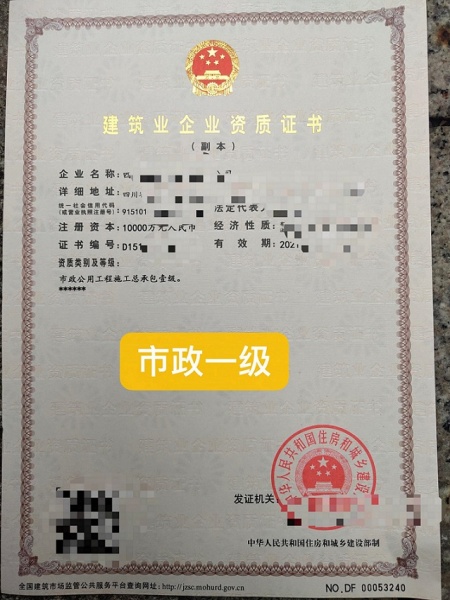 建筑业企业资质证书
（副本）
企业名称:
详细地址: 四川
统一社会信用代码
(或营业执照注册号): 915101
法定代表人
注册资本: 10000万元人民币
经济性质:
证书编号: D151
有效期: 202
资质类别及等级:
市政公用工程施工总承包壹级。
******
市政一级
中华人民共和国住房和城乡建设
发证机关:
中华人民共和国住房和城乡建设部制
全国建筑市场监管公共服务平台查询网址: http://jzsc.mohurd.gov.cn
NO.DF 00053240